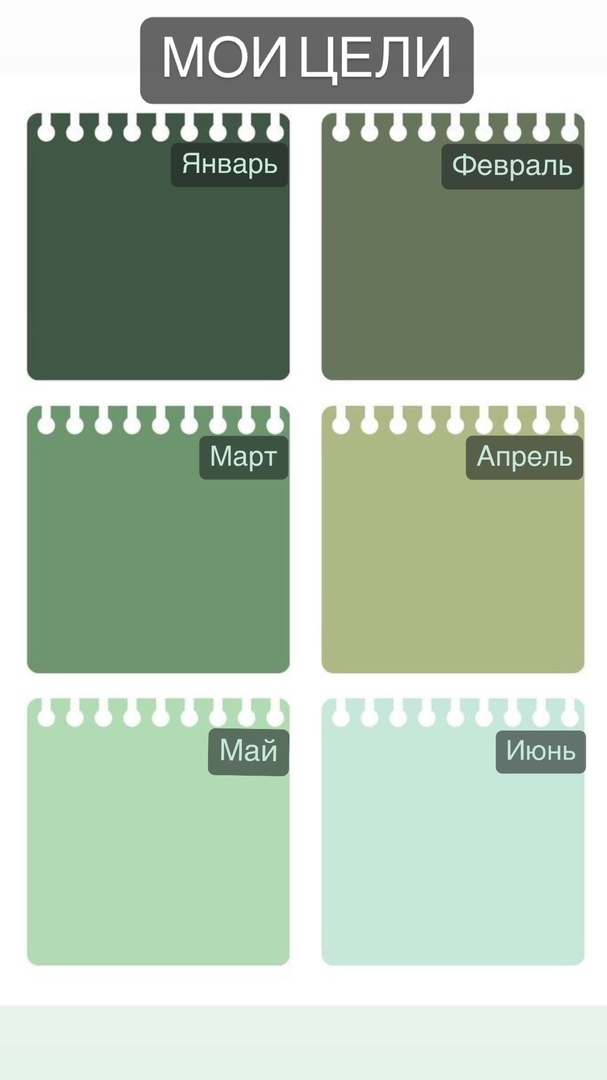 МОИ ЦЕЛИ
Январь
Февраль
Март
Апрель
Май
Июнь